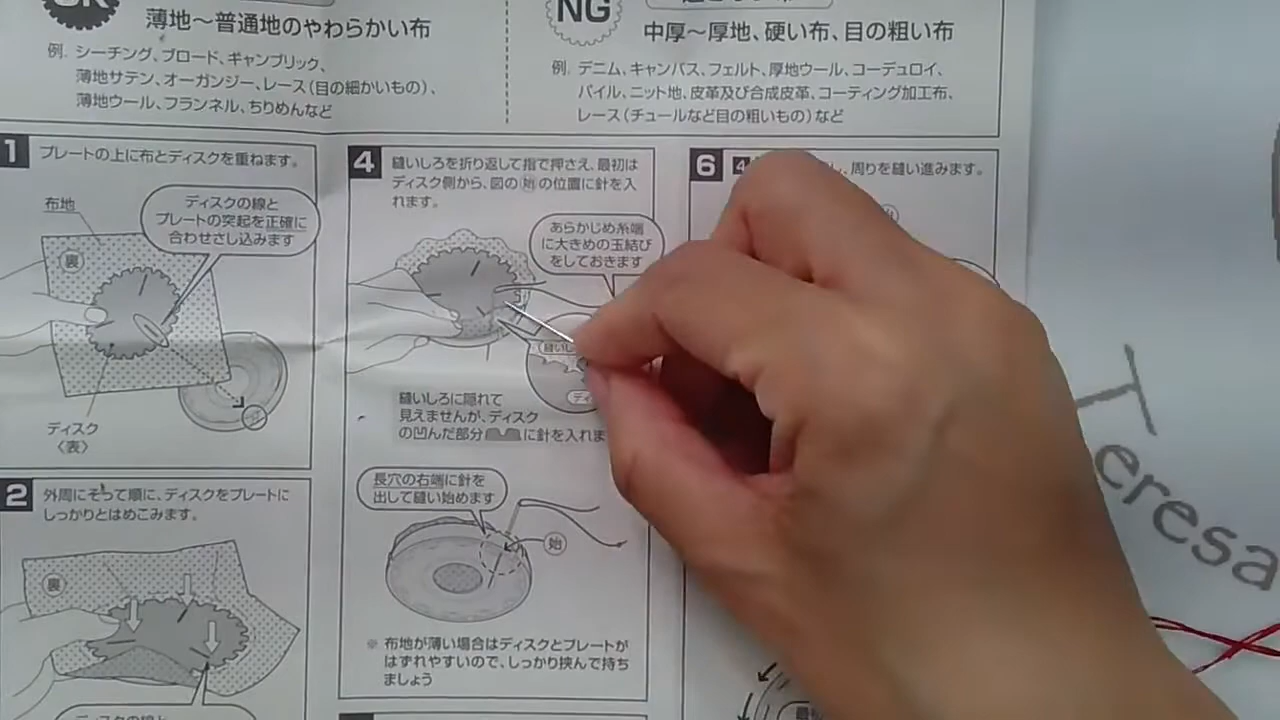 薄地～普通地のやわらかい布
例. シーチング、ブロード、ギャンブリック、
薄地サテン、オーガンジー、レース（目の細かいもの）、
薄地ウール、フランネル、ちりめんなど
NG
中厚～厚地、硬い布、目の粗い布
例. デニム、キャンバス、フェルト、厚地ウール、コーデュロイ、
パイル、ニット地、皮革及び合成皮革、コーティング加工布、
レース（チュールなど目の粗いもの）など
1 プレートの上に布とディスクを重ねます。
布地
ディスクの線と
プレートの突起を正確に
合わせさし込みます
裏
ディスク
〈表〉
2 外周にそって順に、ディスクをプレートに
しっかりとはめこみます。
裏
4 縫いしろを折り返して指で押さえ、最初は
ディスク側から、図の始の位置に針を入
れます。
あらかじめ糸端
に大きめの玉結び
をしておきます
縫いし
ディ
縫いしろに隠れて
見えませんが、ディスク
の凹んだ部分に針を入れま
長穴の右端に針を
出して縫い始めます
始
※ 布地が薄い場合はディスクとプレートが
はずれやすいので、しっかり挟んで持ち
ましょう
6 4 し、周りを縫い進みます。
Teresa